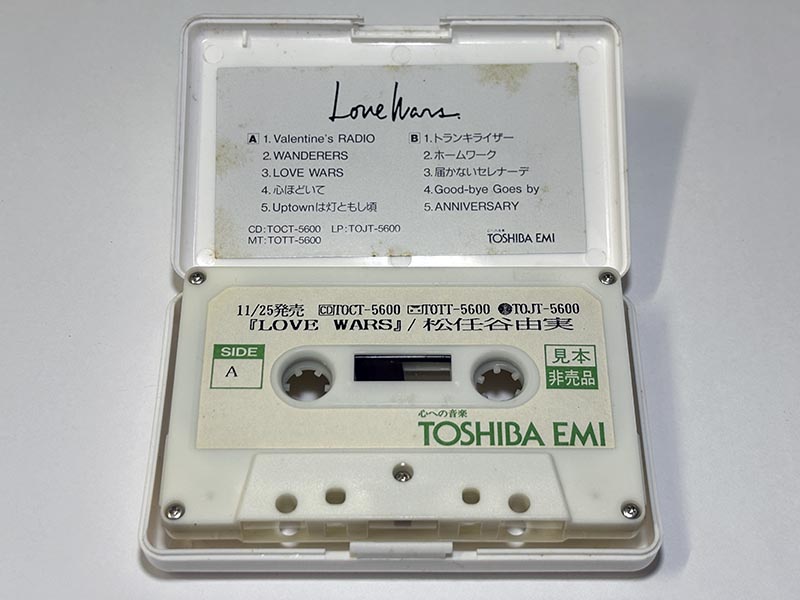 Love Wars.
A 1. Valentine's RADIO
2. WANDERERS
3. LOVE WARS
4. 心ほどいて
5. Uptownは灯ともし頃
B 1. トランキライザー
2. ホームワーク
3. 届かないセレナーデ
4. Good-bye Goes by
5. ANNIVERSARY
CD:TOCT-5600 LP:TOJT-5600
MT:TOTT-5600
心への音楽
TOSHIBA EMI
11/25発売 CD TOCT-5600 TOTT-5600 TOJT-5600
『LOVE WARS』/ 松任谷由実
SIDE
A
見本
非売品
心への音楽
TOSHIBA EMI